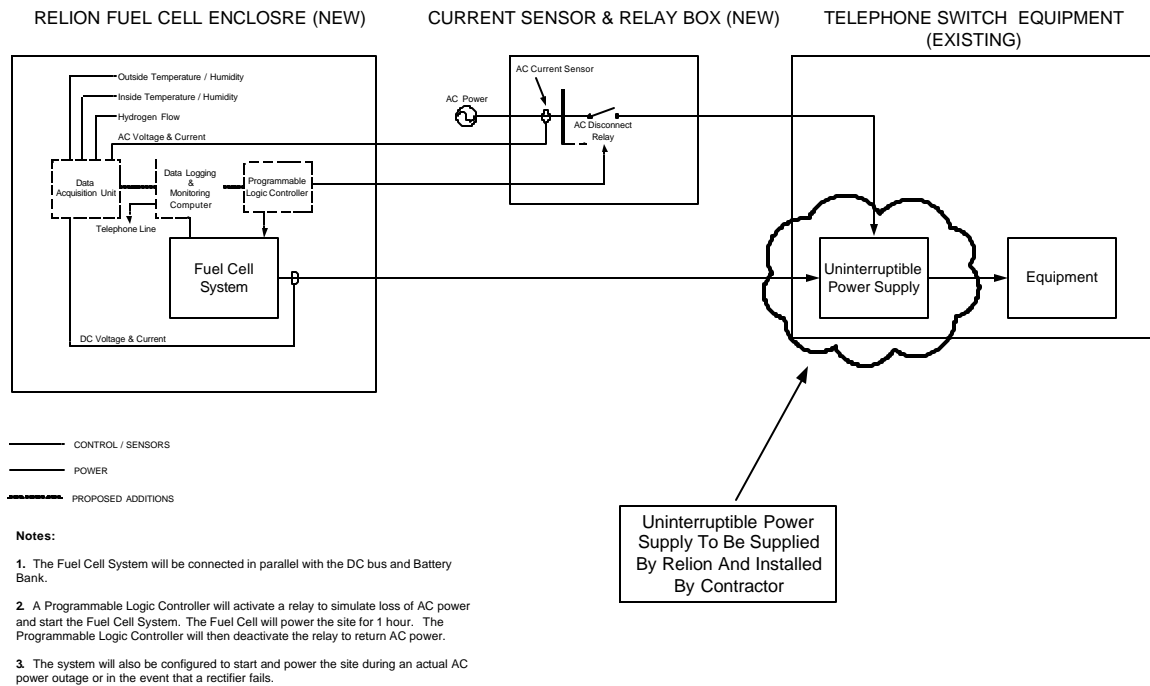 RELION FUEL CELL ENCLOSRE (NEW)
CURRENT SENSOR & RELAY BOX (NEW)
TELEPHONE SWITCH EQUIPMENT
(EXISTING)
Outside Temperature / Humidity
Inside Temperature / Humidity
Hydrogen Flow
AC Voltage & Current
AC Power
AC Current Sensor
AC Disconnect
Relay
Data
Acquisition Unit
Data Logging
&
Monitoring
Computer
Programmable
Logic Controller
Telephone Line
Fuel Cell
System
DC Voltage & Current
Uninterruptible
Power Supply
Equipment
CONTROL / SENSORS
POWER
PROPOSED ADDITIONS
Uninterruptible Power
Supply To Be Supplied
By Relion And Installed
By Contractor
Notes:
1. The Fuel Cell System will be connected in parallel with the DC bus and Battery
Bank.
2. A Programmable Logic Controller will activate a relay to simulate loss of AC power
and start the Fuel Cell System. The Fuel Cell will power the site for 1 hour. The
Programmable Logic Controller will then deactivate the relay to return AC power.
3. The system will also be configured to start and power the site during an actual AC
power outage or in the event that a rectifier fails.